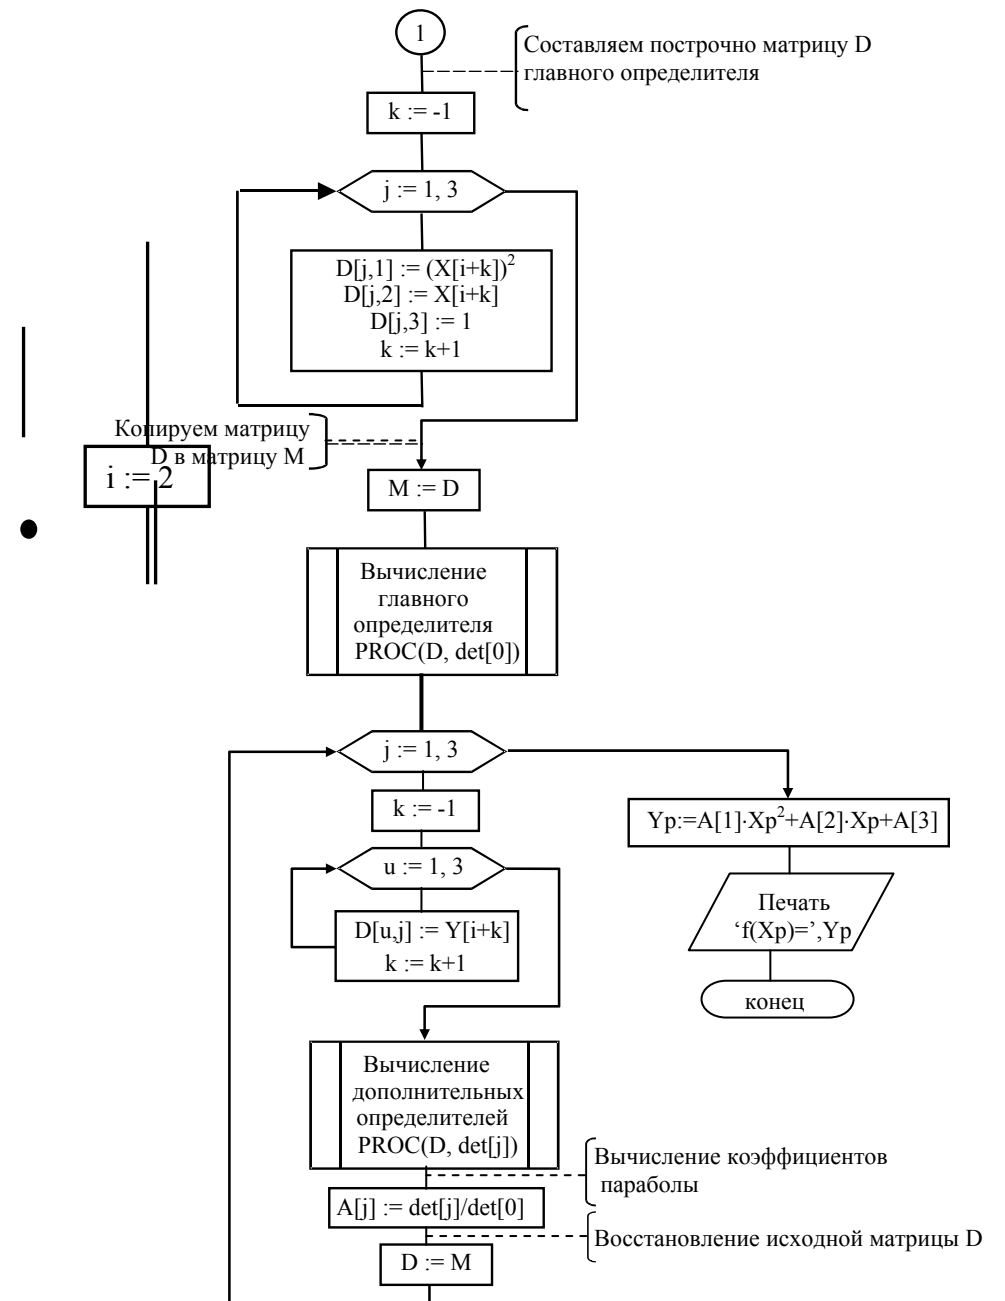 1
Составляем построчно матрицу D
главного определителя
k := -1
j := 1, 3
D[j,1] := (X[i+k])²
D[j,2] := X[i+k]
D[j,3] := 1
k := k+1
Копируем матрицу
D в матрицу M
i := 2
M := D
Вычисление
главного
определителя
PROC(D, det[0])
j := 1, 3
k := -1
Yp:=A[1]·Xp²+A[2]·Xp+A[3]
u := 1, 3
Печать
‘f(Xp)=’,Yp
D[u,j] := Y[i+k]
k := k+1
конец
Вычисление
дополнительных
определителей
PROC(D, det[j])
Вычисление коэффициентов
параболы
A[j] := det[j]/det[0]
Восстановление исходной матрицы D
D := M